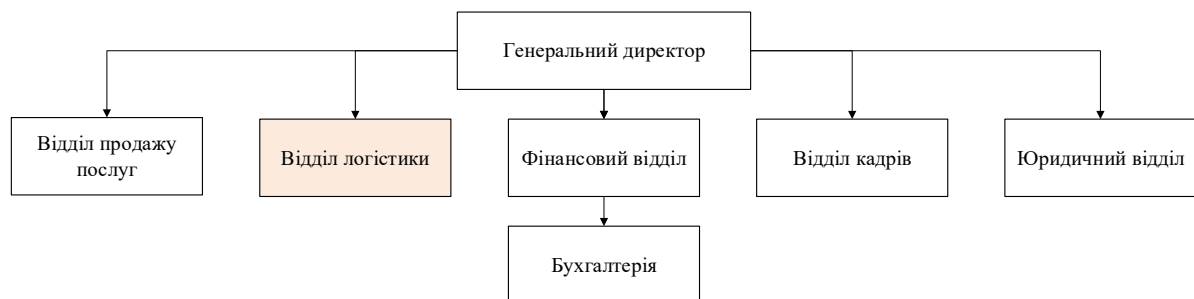 Генеральний директор
Відділ продажу
послуг
Відділ логістики
Фінансовий відділ
Відділ кадрів
Юридичний відділ
Бухгалтерія